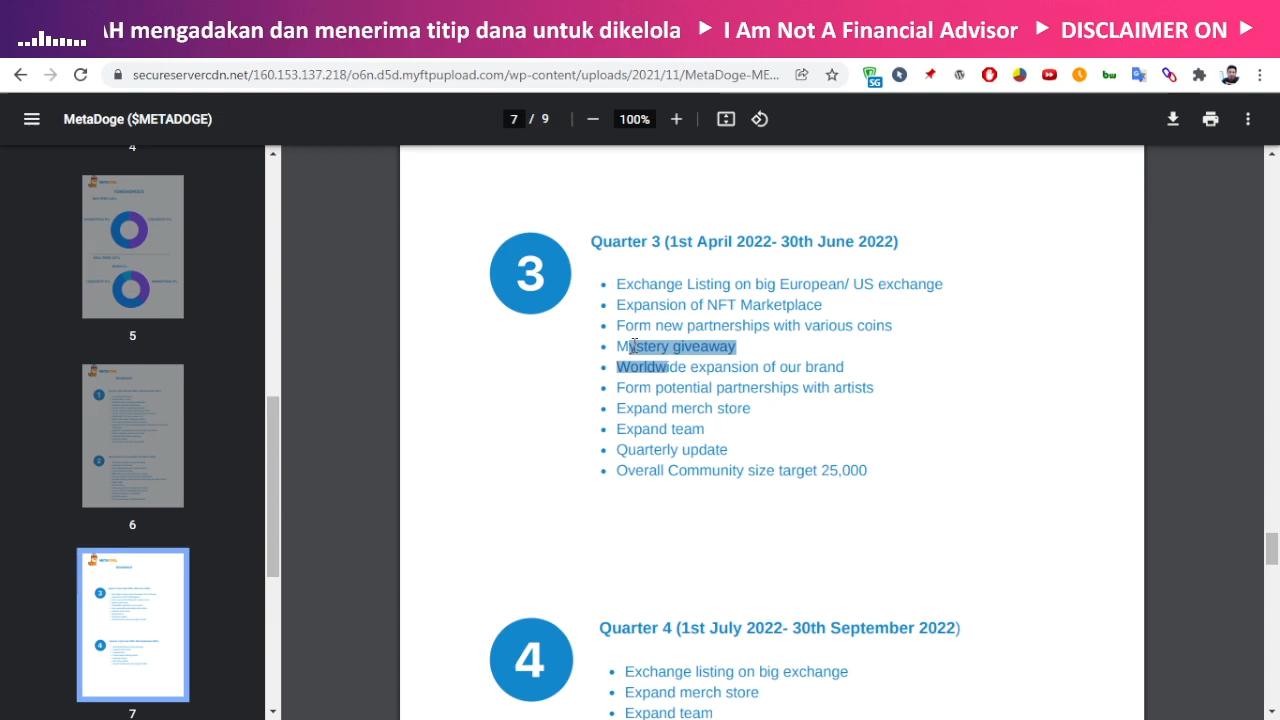 AH mengadakan dan menerima titip dana untuk dikelola I Am Not A Financial Advisor DISCLAIMER ON
secureservercdn.net/160.153.137.218/o6n.d5d.myftpupload.com/wp-content/uploads/2021/11/MetaDoge-ME...
SG
bw
MetaDoge ($METADOGE)
7 / 9
100%
4
5
6
7
3
Quarter 3 (1st April 2022- 30th June 2022)
• Exchange Listing on big European/ US exchange
• Expansion of NFT Marketplace
• Form new partnerships with various coins
• Mystery giveaway
• Worldwide expansion of our brand
• Form potential partnerships with artists
• Expand merch store
• Expand team
• Quarterly update
• Overall Community size target 25,000
4
Quarter 4 (1st July 2022- 30th September 2022)
• Exchange listing on big exchange
• Expand merch store
• Expand team